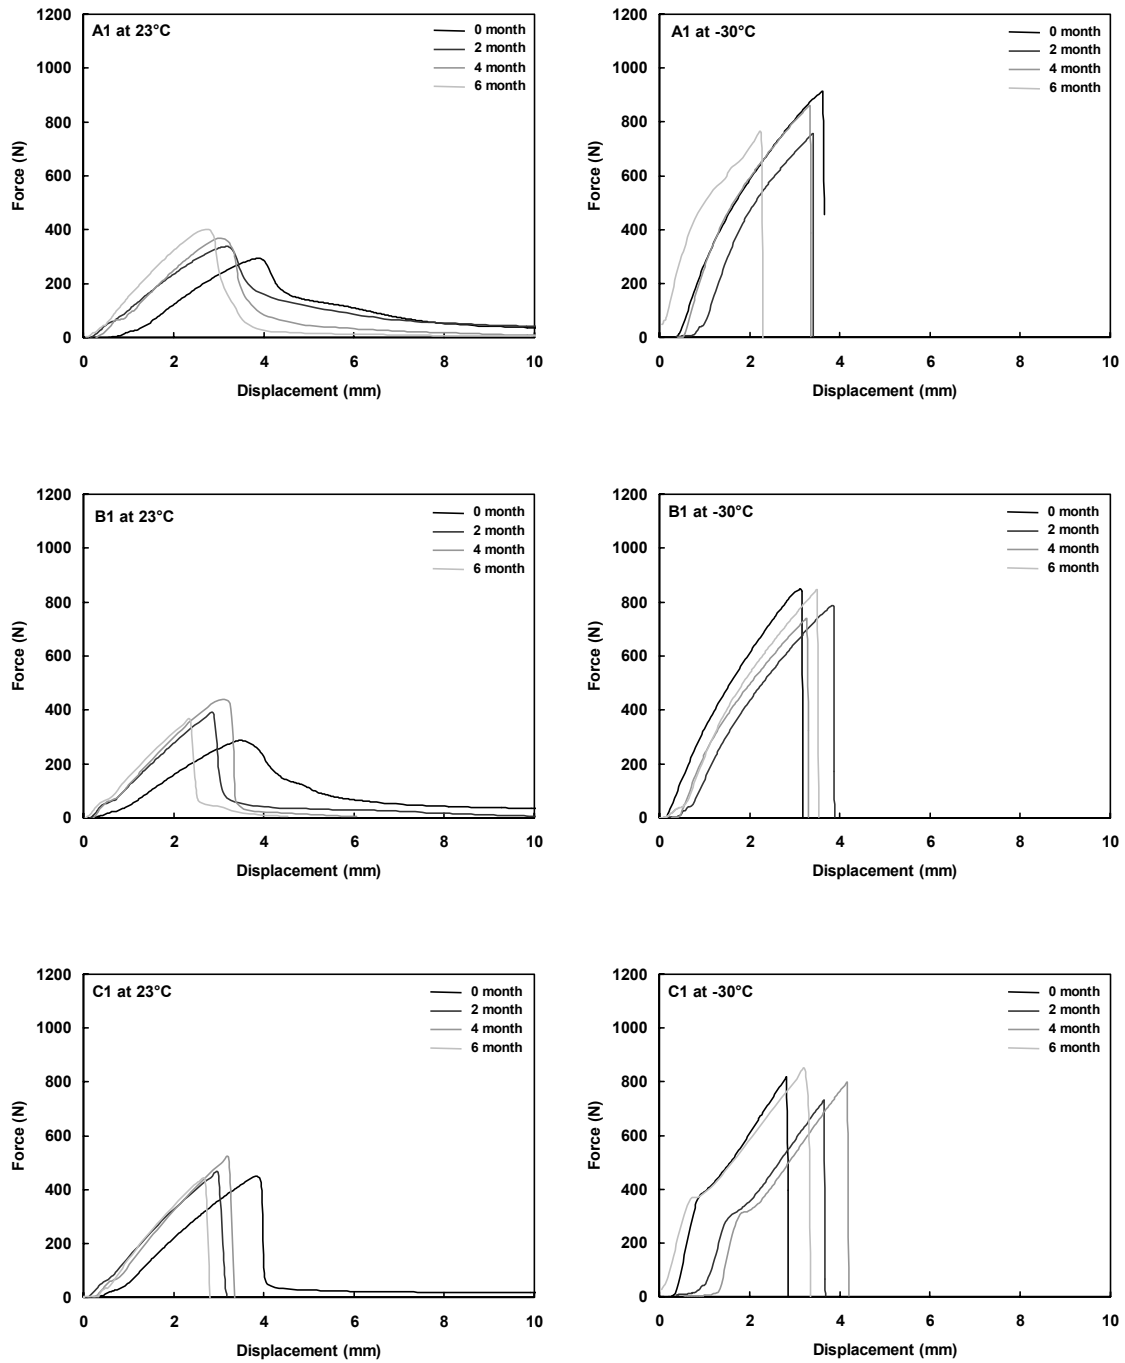 A1 at 23°C
0 month
2 month
4 month
6 month
1200
1000
800
600
400
200
0
Force (N)
0 2 4 6 8 10
Displacement (mm)
A1 at -30°C
0 month
2 month
4 month
6 month
1200
1000
800
600
400
200
0
Force (N)
0 2 4 6 8 10
Displacement (mm)
B1 at 23°C
0 month
2 month
4 month
6 month
1200
1000
800
600
400
200
0
Force (N)
0 2 4 6 8 10
Displacement (mm)
B1 at -30°C
0 month
2 month
4 month
6 month
1200
1000
800
600
400
200
0
Force (N)
0 2 4 6 8 10
Displacement (mm)
C1 at 23°C
0 month
2 month
4 month
6 month
1200
1000
800
600
400
200
0
Force (N)
0 2 4 6 8 10
Displacement (mm)
C1 at -30°C
0 month
2 month
4 month
6 month
1200
1000
800
600
400
200
0
Force (N)
0 2 4 6 8 10
Displacement (mm)